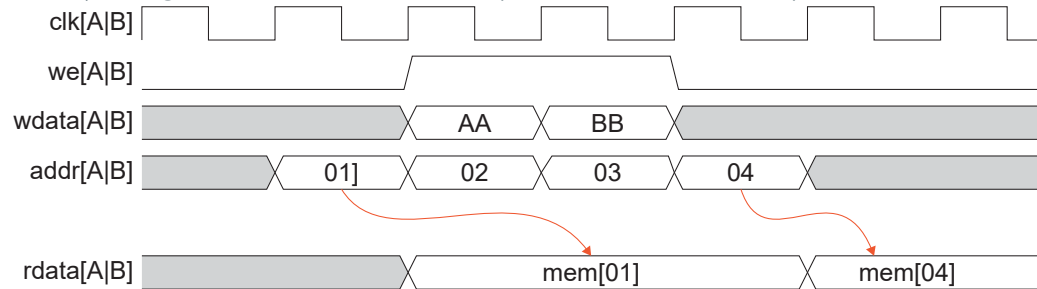 clk[A|B]
we[A|B]
wdata[A|B] AA BB
addr[A|B] 01] 02 03 04
rdata[A|B] mem[01] mem[04]